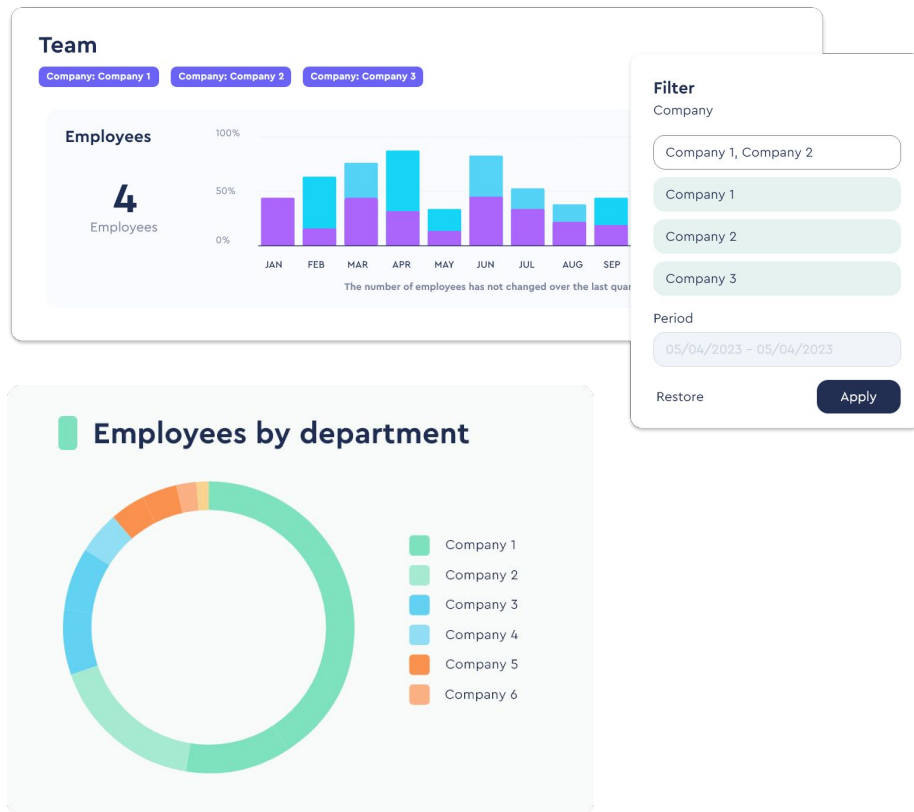 Team
Company: Company 1 Company: Company 2 Company: Company 3
Employees
4
Employees
100%
50%
0%
JAN FEB MAR APR MAY JUN JUL AUG SEP
The number of employees has not changed over the last quar
Filter
Company
Company 1, Company 2
Company 1
Company 2
Company 3
Period
05/04/2023 – 05/04/2023
Restore Apply
Employees by department
Company 1
Company 2
Company 3
Company 4
Company 5
Company 6